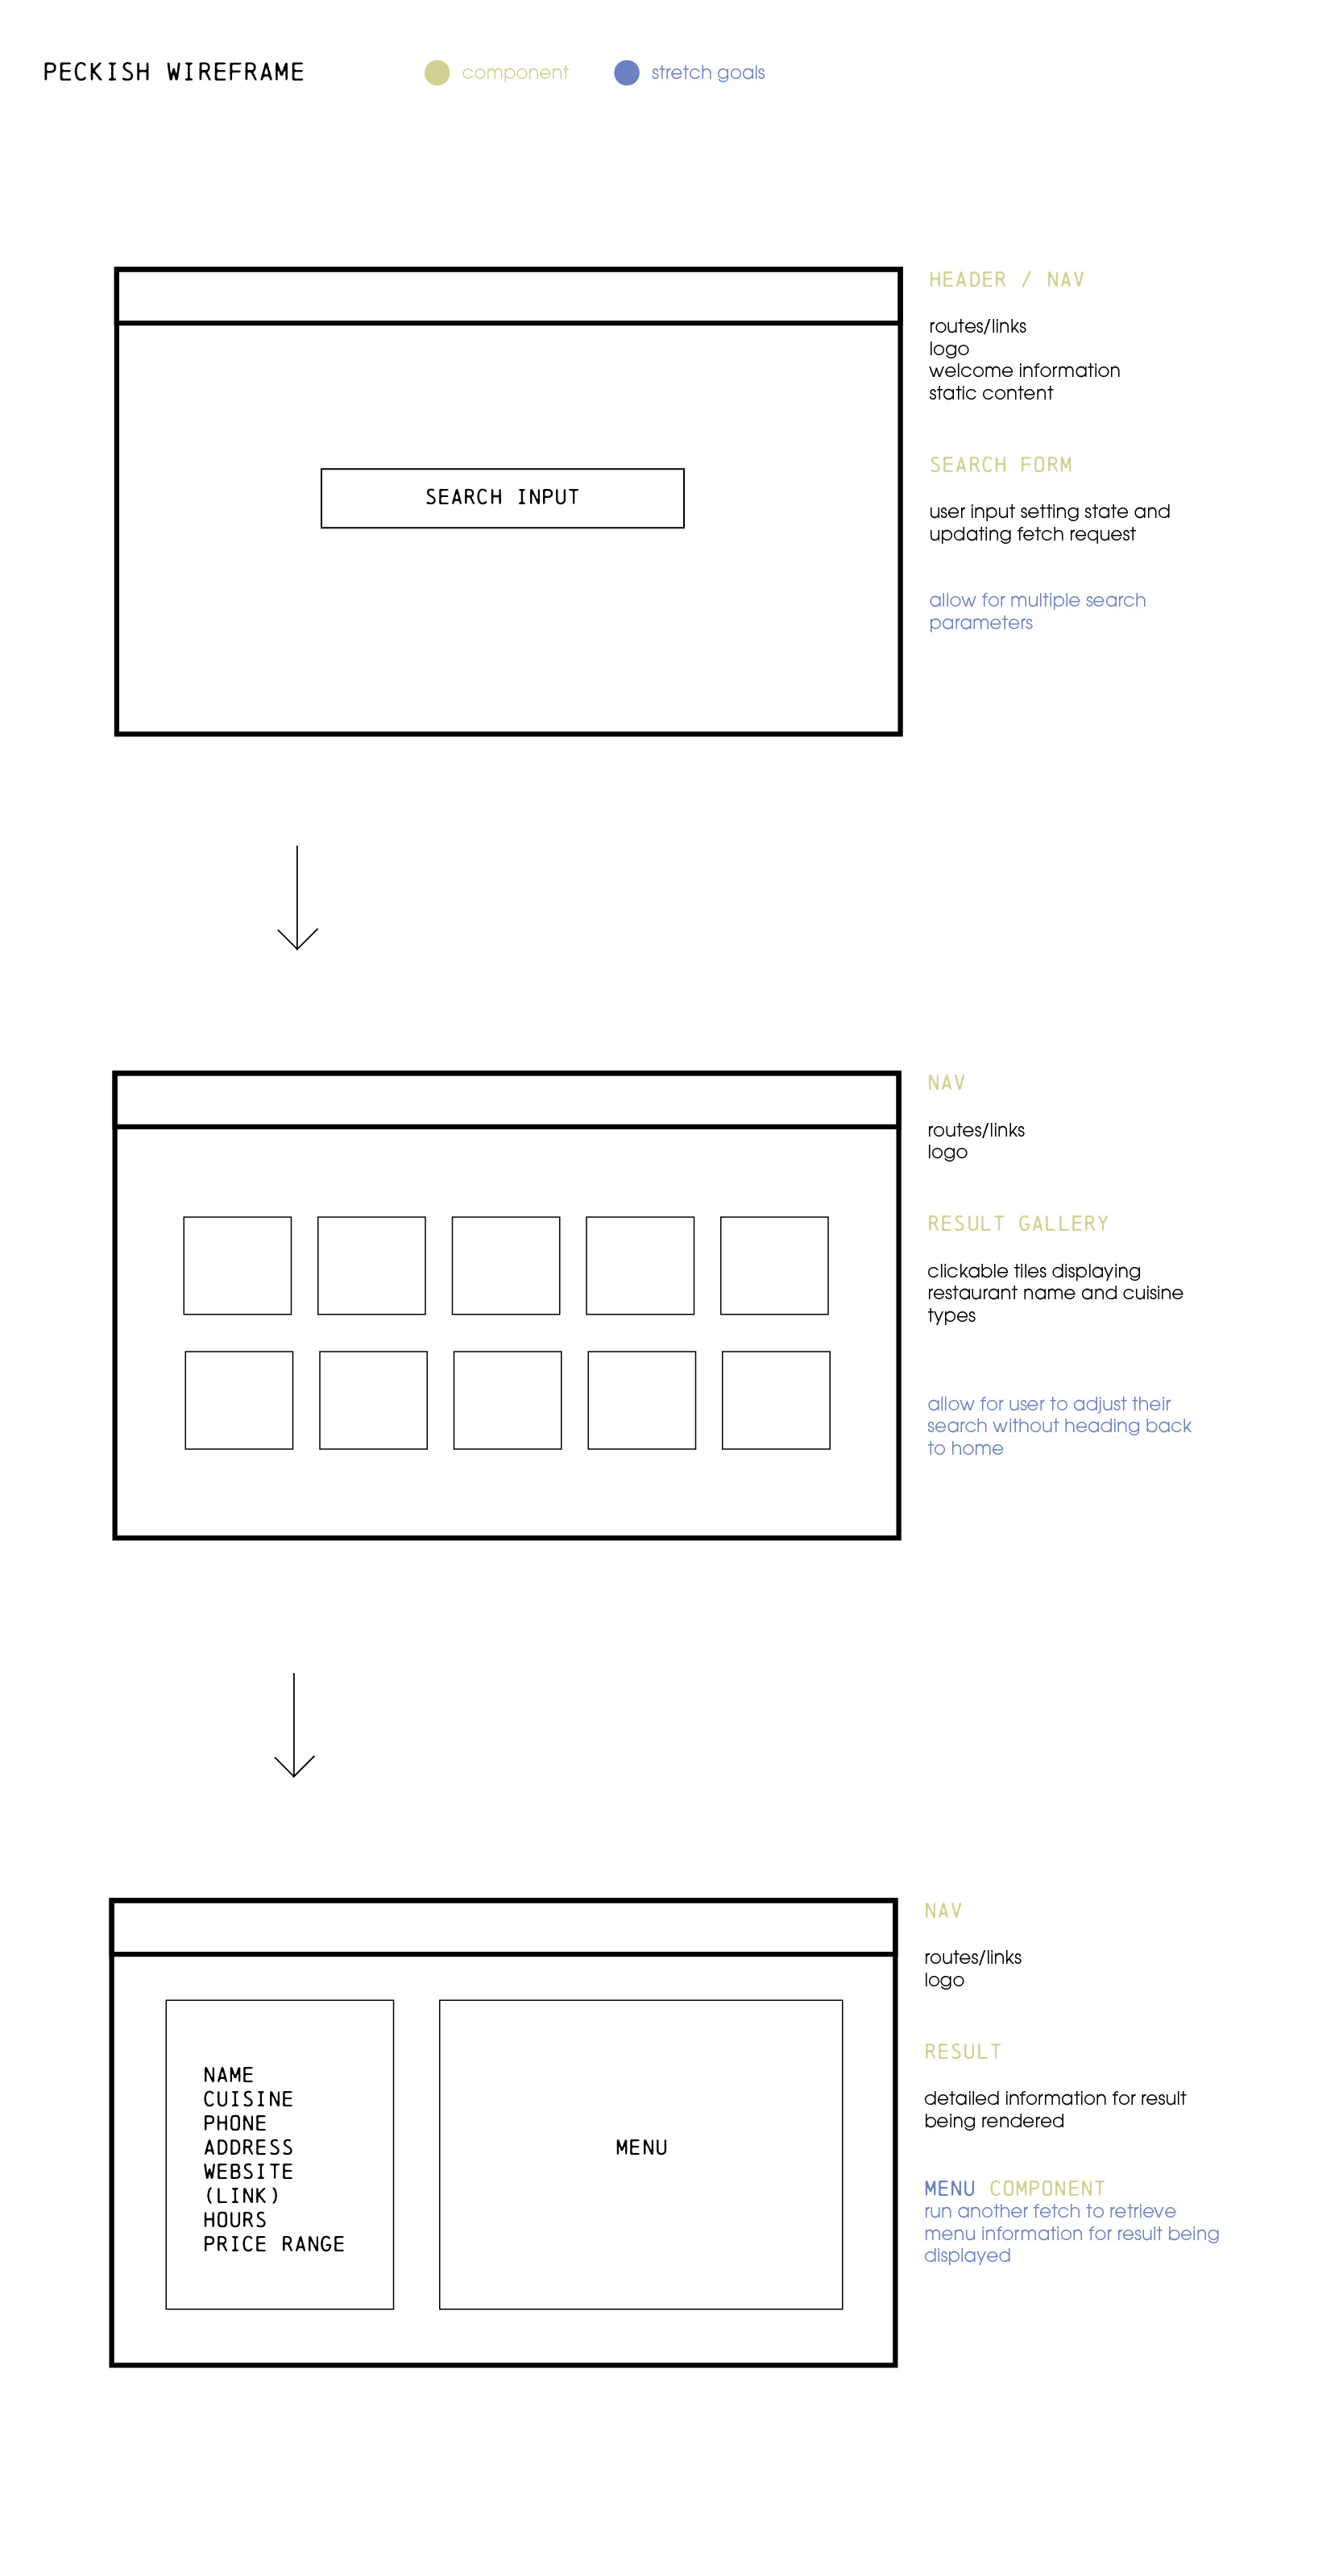 PECKISH WIREFRAME
component
stretch goals
HEADER / NAV
routes/links
logo
welcome information
static content
SEARCH INPUT
SEARCH FORM
user input setting state and
updating fetch request
allow for multiple search
parameters
NAV
routes/links
logo
RESULT GALLERY
clickable tiles displaying
restaurant name and cuisine
types
allow for user to adjust their
search without heading back
to home
NAV
routes/links
logo
NAME
CUISINE
PHONE
ADDRESS
WEBSITE
(LINK)
HOURS
PRICE RANGE
MENU
RESULT
detailed information for result
being rendered
MENU COMPONENT
run another fetch to retrieve
menu information for result being
displayed